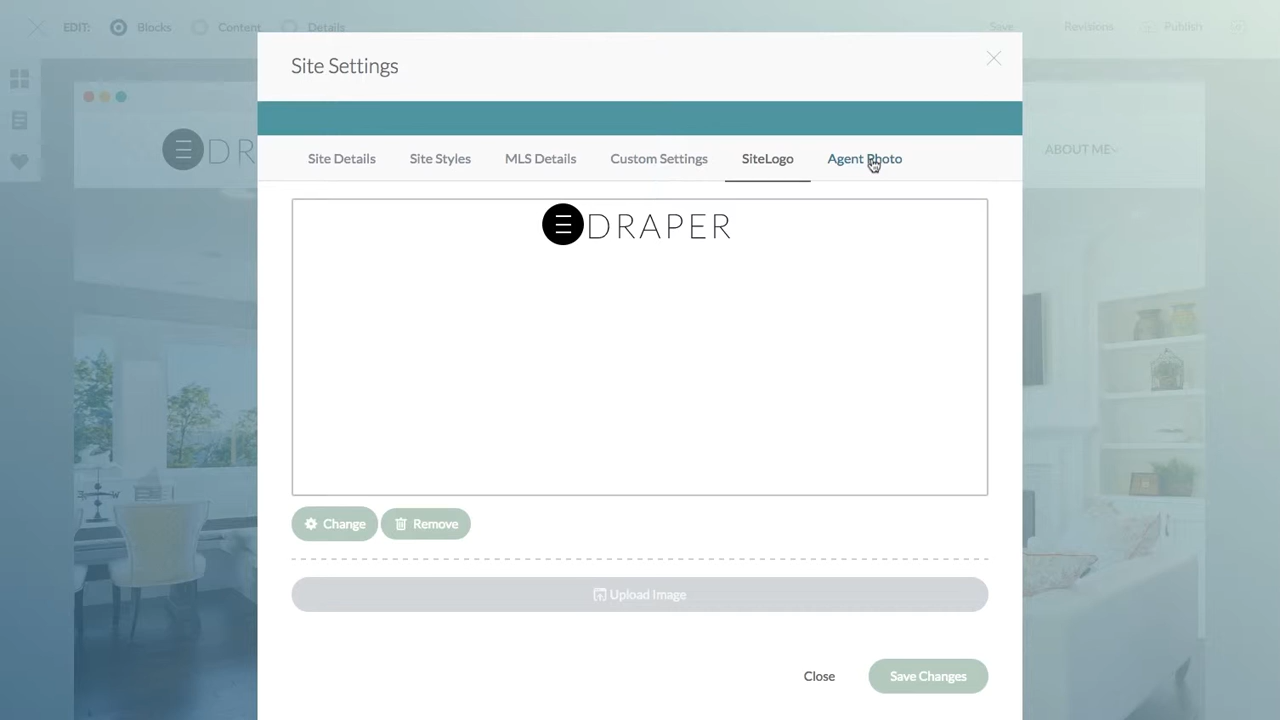 EDIT: Blocks Content Details Save Revisions Publish
Site Settings
DR
ABOUT ME
Site Details Site Styles MLS Details Custom Settings SiteLogo Agent Photo
DRAPER
Change Remove
Upload Image
Close Save Changes